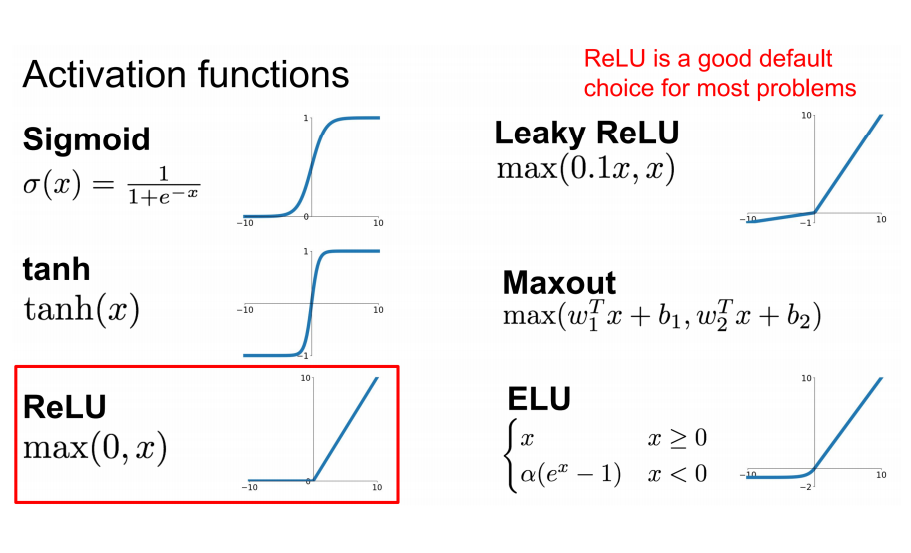 Activation functions
ReLU is a good default
choice for most problems
Sigmoid
σ(x) = 1/(1+e^{-x})
1
0
-10
10
tanh
tanh(x)
1
-10
10
-1
ReLU
max(0, x)
10
0
-10
10
Leaky ReLU
max(0.1x, x)
10
-10
-1
10
Maxout
max(w_1^T x + b_1, w_2^T x + b_2)
ELU
{ x x ≥ 0
α(e^x − 1) x < 0
10
-10
-2
10